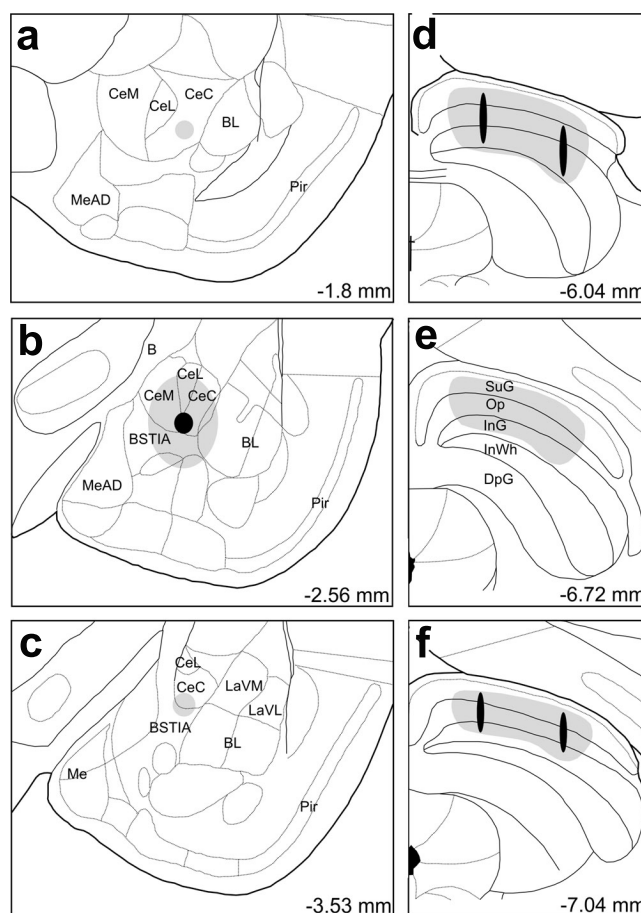 a
CeM
CeL
CeC
BL
MeAD
Pir
-1.8 mm
b
B
CeL
CeM
CeC
BSTIA
BL
MeAD
Pir
-2.56 mm
c
CeL
CeC
LaVM
LaVL
BSTIA
BL
Me
Pir
-3.53 mm
d
-6.04 mm
e
SuG
Op
InG
InWh
DpG
-6.72 mm
f
-7.04 mm